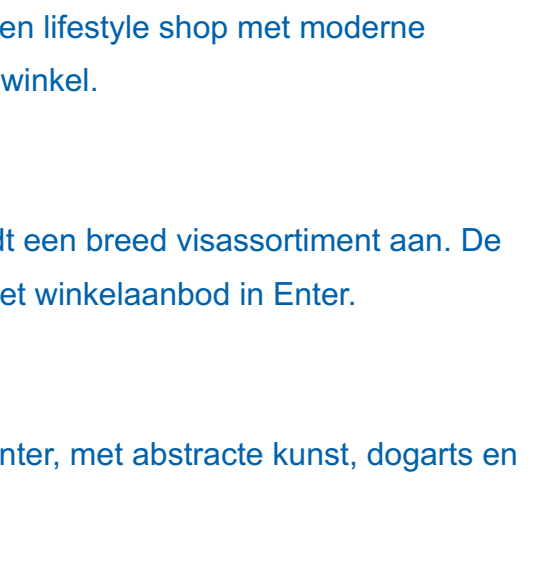 en lifestyle shop met moderne
winkel.
dt een breed visassortiment aan. De
et winkelaanbod in Enter.
nter, met abstracte kunst, dogarts en